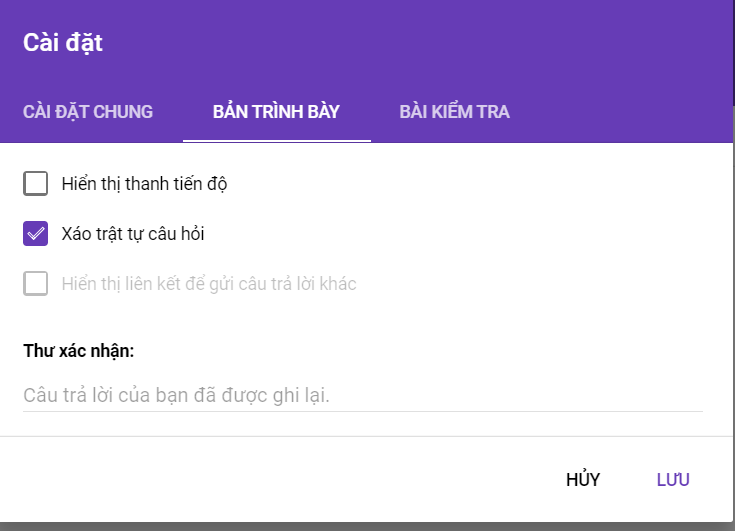 Cài đặt
CÀI ĐẶT CHUNG BẢN TRÌNH BÀY BÀI KIỂM TRA
Hiển thị thanh tiến độ
Xáo trật tự câu hỏi
Hiển thị liên kết để gửi câu trả lời khác
Thư xác nhận:
Câu trả lời của bạn đã được ghi lại.
HỦY LƯU